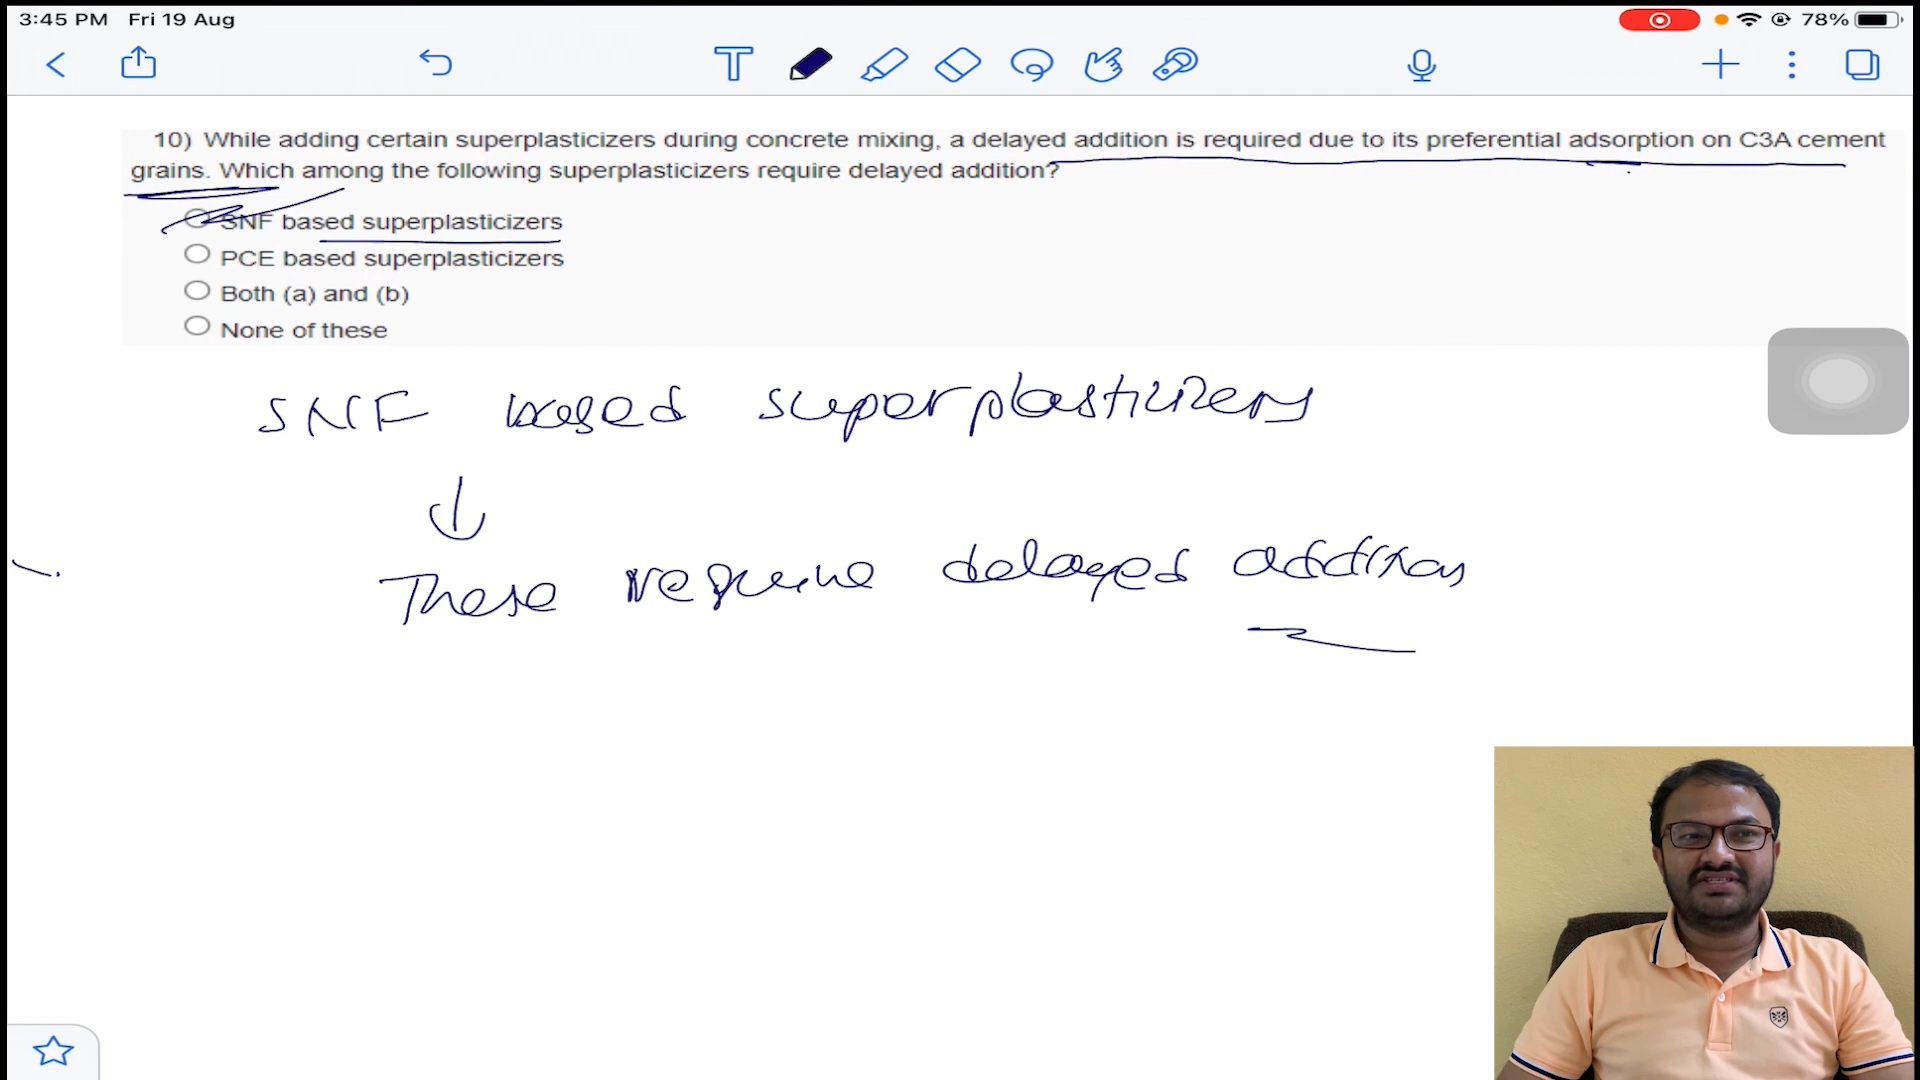 3:45 PM Fri 19 Aug 78%
10) While adding certain superplasticizers during concrete mixing, a delayed addition is required due to its preferential adsorption on C3A cement
grains. Which among the following superplasticizers require delayed addition?
SNF based superplasticizers
PCE based superplasticizers
Both (a) and (b)
None of these
SNF based superplasticizers
These require delayed addition